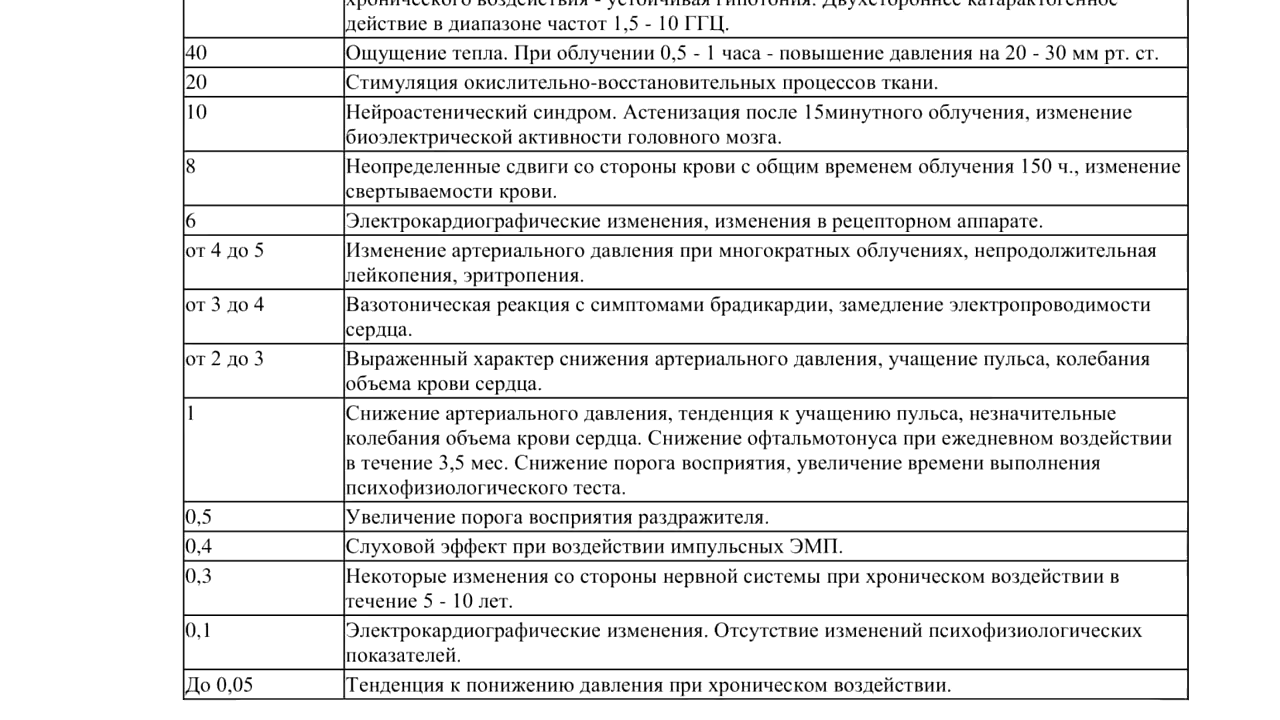 хронического воздействия - устойчивая гипотония. Двухстороннее катарактогенное
действие в диапазоне частот 1,5 - 10 ГГЦ.
40 Ощущение тепла. При облучении 0,5 - 1 часа - повышение давления на 20 - 30 мм рт. ст.
20 Стимуляция окислительно-восстановительных процессов ткани.
10 Нейроастенический синдром. Астенизация после 15минутного облучения, изменение
биоэлектрической активности головного мозга.
8 Неопределенные сдвиги со стороны крови с общим временем облучения 150 ч., изменение
свертываемости крови.
6 Электрокардиографические изменения, изменения в рецепторном аппарате.
от 4 до 5 Изменение артериального давления при многократных облучениях, непродолжительная
лейкопения, эритропения.
от 3 до 4 Вазотоническая реакция с симптомами брадикардии, замедление электропроводимости
сердца.
от 2 до 3 Выраженный характер снижения артериального давления, учащение пульса, колебания
объема крови сердца.
1 Снижение артериального давления, тенденция к учащению пульса, незначительные
колебания объема крови сердца. Снижение офтальмотонуса при ежедневном воздействии
в течение 3,5 мес. Снижение порога восприятия, увеличение времени выполнения
психофизиологического теста.
0,5 Увеличение порога восприятия раздражителя.
0,4 Слуховой эффект при воздействии импульсных ЭМП.
0,3 Некоторые изменения со стороны нервной системы при хроническом воздействии в
течение 5 - 10 лет.
0,1 Электрокардиографические изменения. Отсутствие изменений психофизиологических
показателей.
До 0,05 Тенденция к понижению давления при хроническом воздействии.